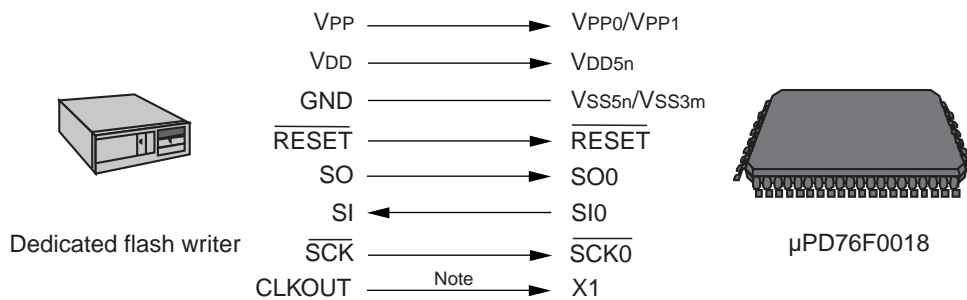 VPP VPP0/VPP1
VDD VDD5n
GND VSS5n/VSS3m
RESET RESET
SO SO0
SI SI0
Dedicated flash writer µPD76F0018
SCK SCK0
CLKOUT Note X1